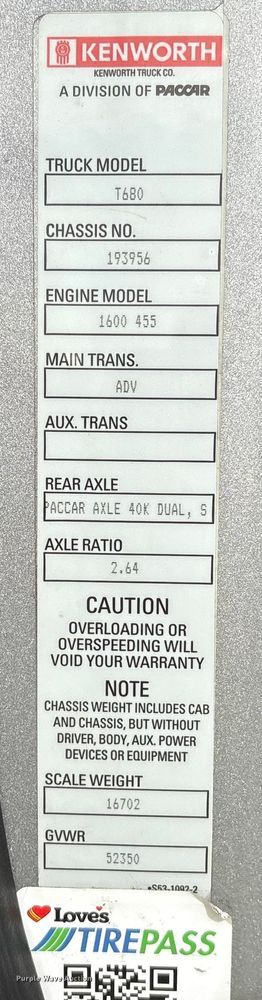 KENWORTH
KENWORTH TRUCK CO.
A DIVISION OF PACCAR
TRUCK MODEL
T680
CHASSIS NO.
193956
ENGINE MODEL
1600 455
MAIN TRANS.
ADV
AUX. TRANS
REAR AXLE
PACCAR AXLE 40K DUAL, S
AXLE RATIO
2.64
CAUTION
OVERLOADING OR
OVERSPEEDING WILL
VOID YOUR WARRANTY
NOTE
CHASSIS WEIGHT INCLUDES CAB
AND CHASSIS, BUT WITHOUT
DRIVER, BODY, AUX. POWER
DEVICES OR EQUIPMENT
SCALE WEIGHT
16702
GVWR
52350
•S53-1092-2
Love's
TIREPASS
Purple Wave Auction